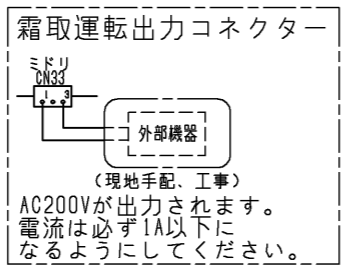 霜取運転出力コネクター
ミドリ
CN33
1 3
外部機器
(現地手配、工事)
AC200Vが出力されます。
電流は必ず1A以下に
なるようにしてください。